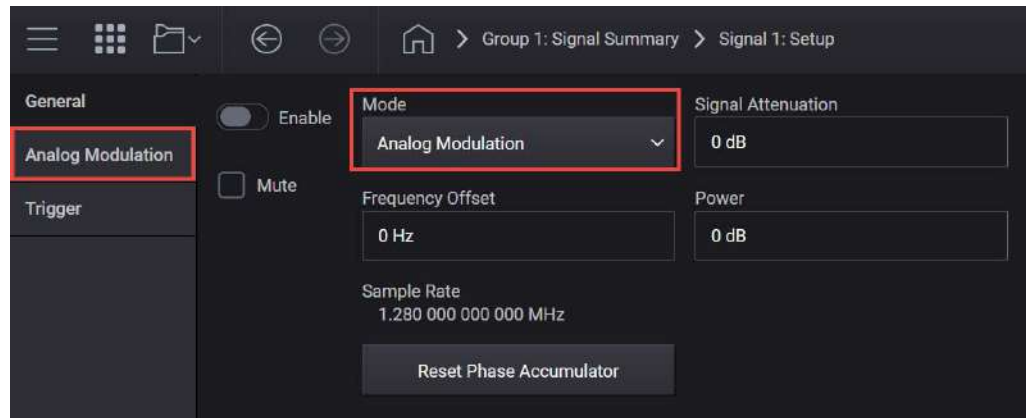 Group 1: Signal Summary > Signal 1: Setup
General
Analog Modulation
Trigger
Enable
Mute
Mode
Analog Modulation
Signal Attenuation
0 dB
Frequency Offset
0 Hz
Power
0 dB
Sample Rate
1.280 000 000 000 MHz
Reset Phase Accumulator